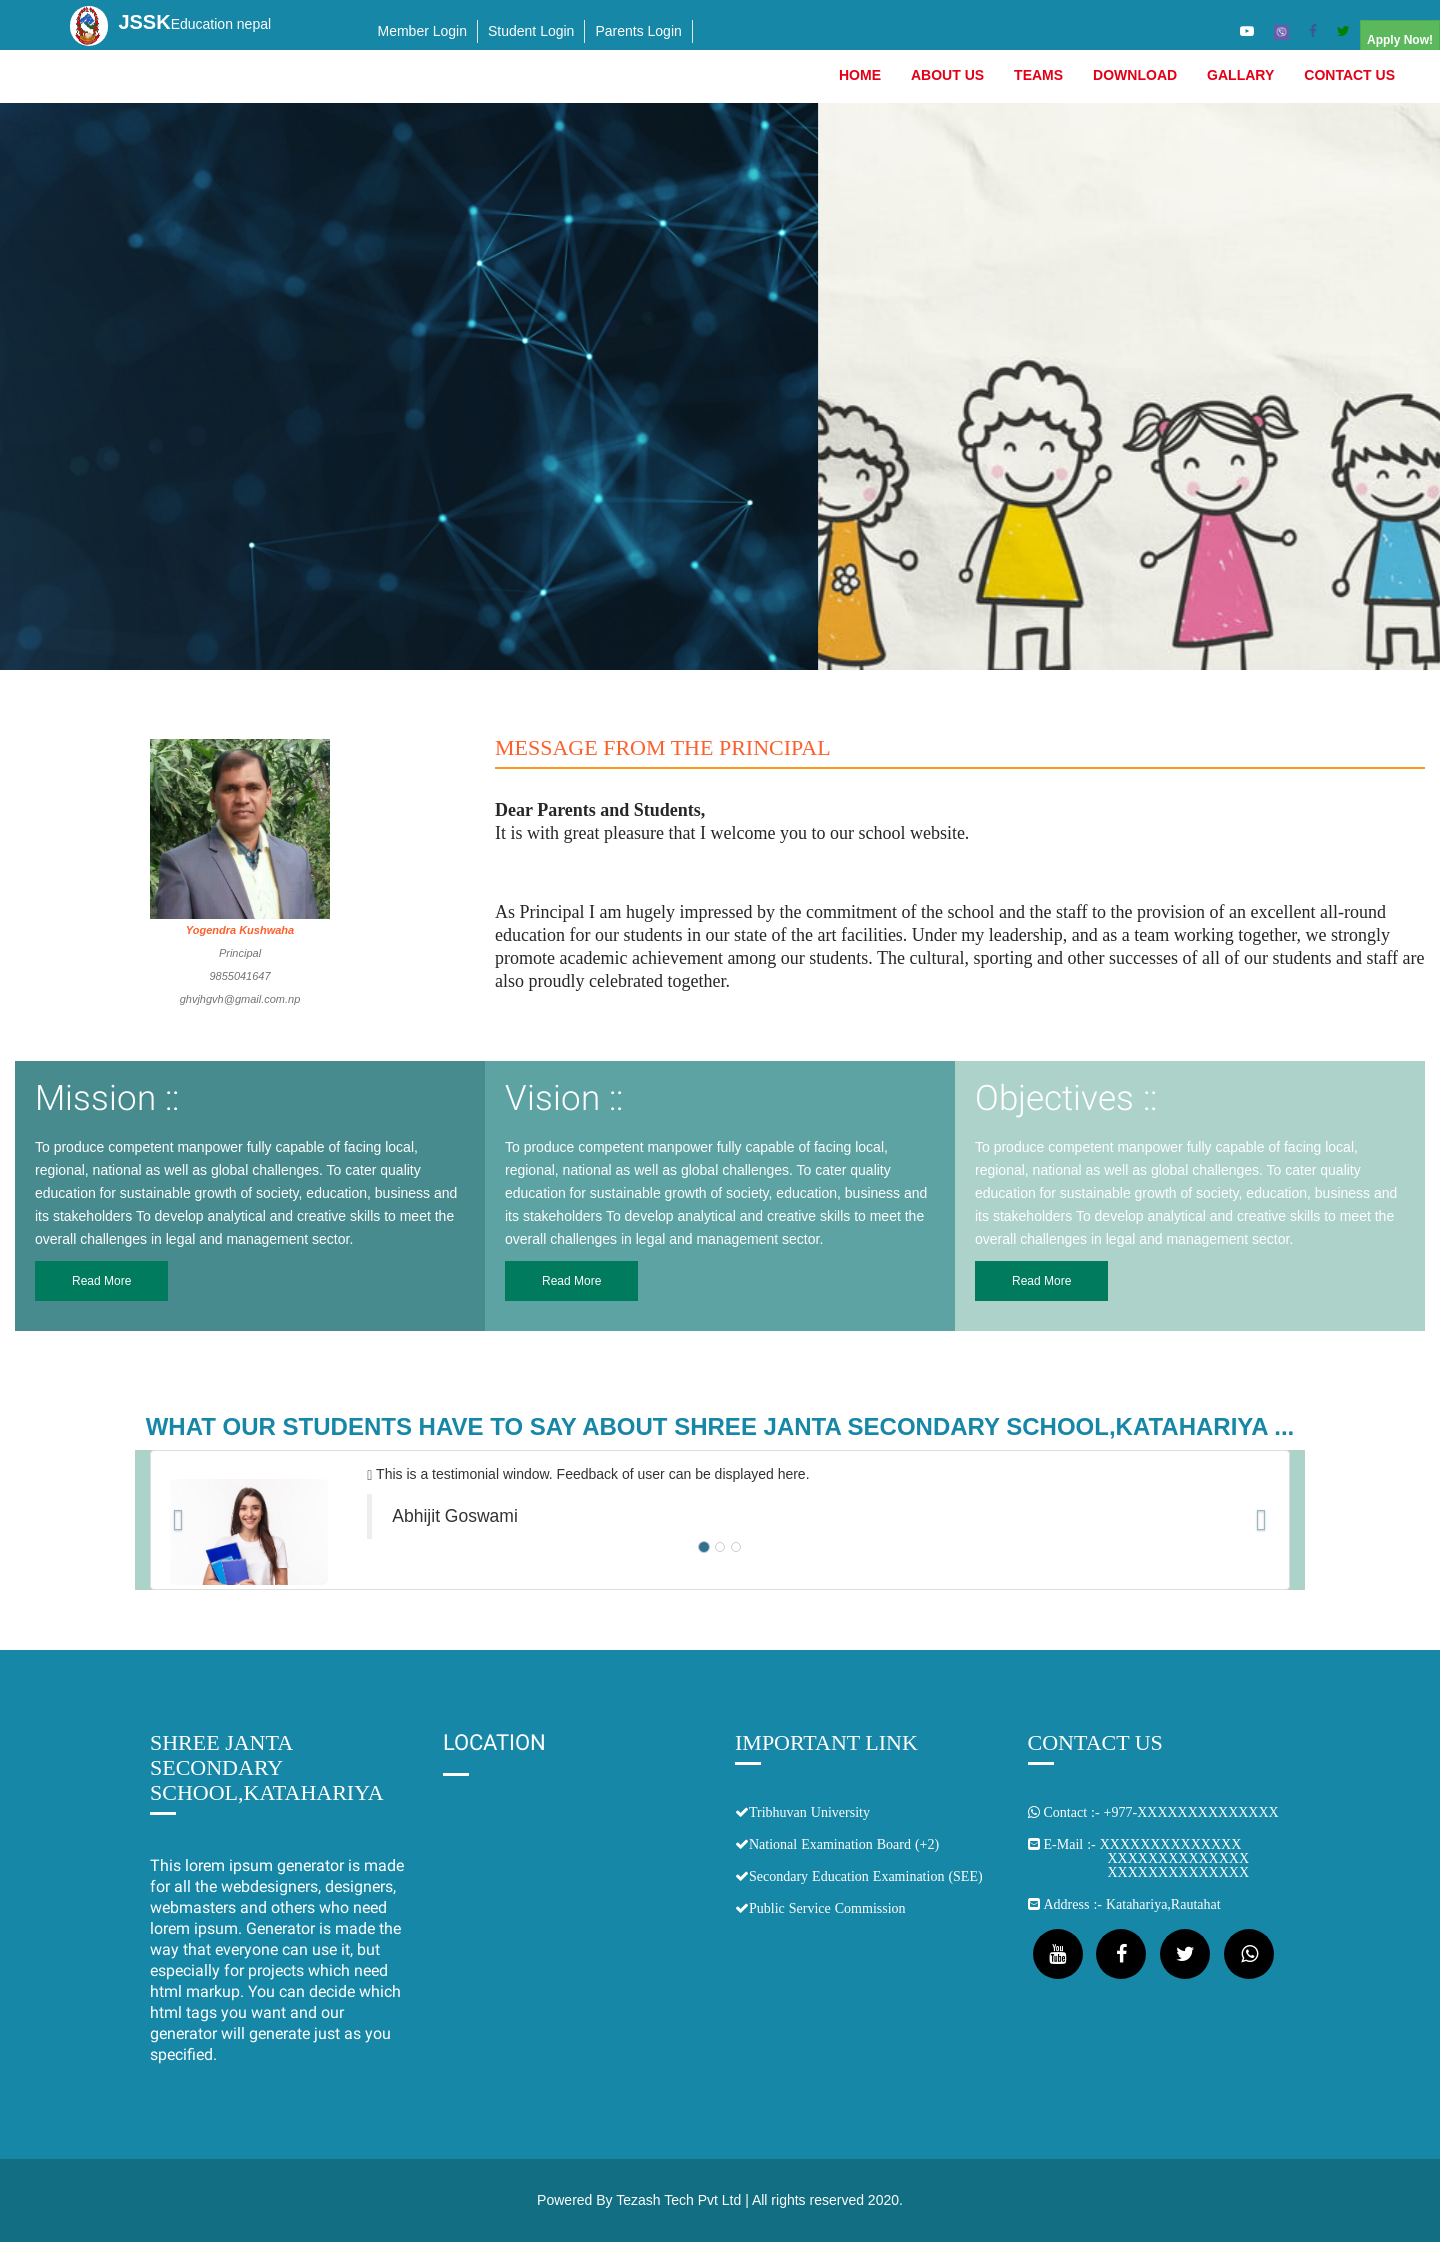 JSSKEducation nepal
Member Login
Student Login
Parents Login
Apply Now!
HOME
ABOUT US
TEAMS
DOWNLOAD
GALLARY
CONTACT US
MESSAGE FROM THE PRINCIPAL
Dear Parents and Students,
It is with great pleasure that I welcome you to our school website.
As Principal I am hugely impressed by the commitment of the school and the staff to the provision of an excellent all-round
education for our students in our state of the art facilities. Under my leadership, and as a team working together, we strongly
promote academic achievement among our students. The cultural, sporting and other successes of all of our students and staff are
also proudly celebrated together.
Yogendra Kushwaha
Principal
9855041647
ghvjhgvh@gmail.com.np
Mission ::
To produce competent manpower fully capable of facing local,
regional, national as well as global challenges. To cater quality
education for sustainable growth of society, education, business and
its stakeholders To develop analytical and creative skills to meet the
overall challenges in legal and management sector.
Read More
Vision ::
To produce competent manpower fully capable of facing local,
regional, national as well as global challenges. To cater quality
education for sustainable growth of society, education, business and
its stakeholders To develop analytical and creative skills to meet the
overall challenges in legal and management sector.
Read More
Objectives ::
To produce competent manpower fully capable of facing local,
regional, national as well as global challenges. To cater quality
education for sustainable growth of society, education, business and
its stakeholders To develop analytical and creative skills to meet the
overall challenges in legal and management sector.
Read More
WHAT OUR STUDENTS HAVE TO SAY ABOUT SHREE JANTA SECONDARY SCHOOL,KATAHARIYA ...
This is a testimonial window. Feedback of user can be displayed here.
Abhijit Goswami
SHREE JANTA
SECONDARY
SCHOOL,KATAHARIYA
This lorem ipsum generator is made
for all the webdesigners, designers,
webmasters and others who need
lorem ipsum. Generator is made the
way that everyone can use it, but
especially for projects which need
html markup. You can decide which
html tags you want and our
generator will generate just as you
specified.
LOCATION
IMPORTANT LINK
Tribhuvan University
National Examination Board (+2)
Secondary Education Examination (SEE)
Public Service Commission
CONTACT US
Contact :- +977-XXXXXXXXXXXXXX
E-Mail :- XXXXXXXXXXXXXX
XXXXXXXXXXXXXX
XXXXXXXXXXXXXX
Address :- Katahariya,Rautahat
You Tube
Powered By Tezash Tech Pvt Ltd | All rights reserved 2020.